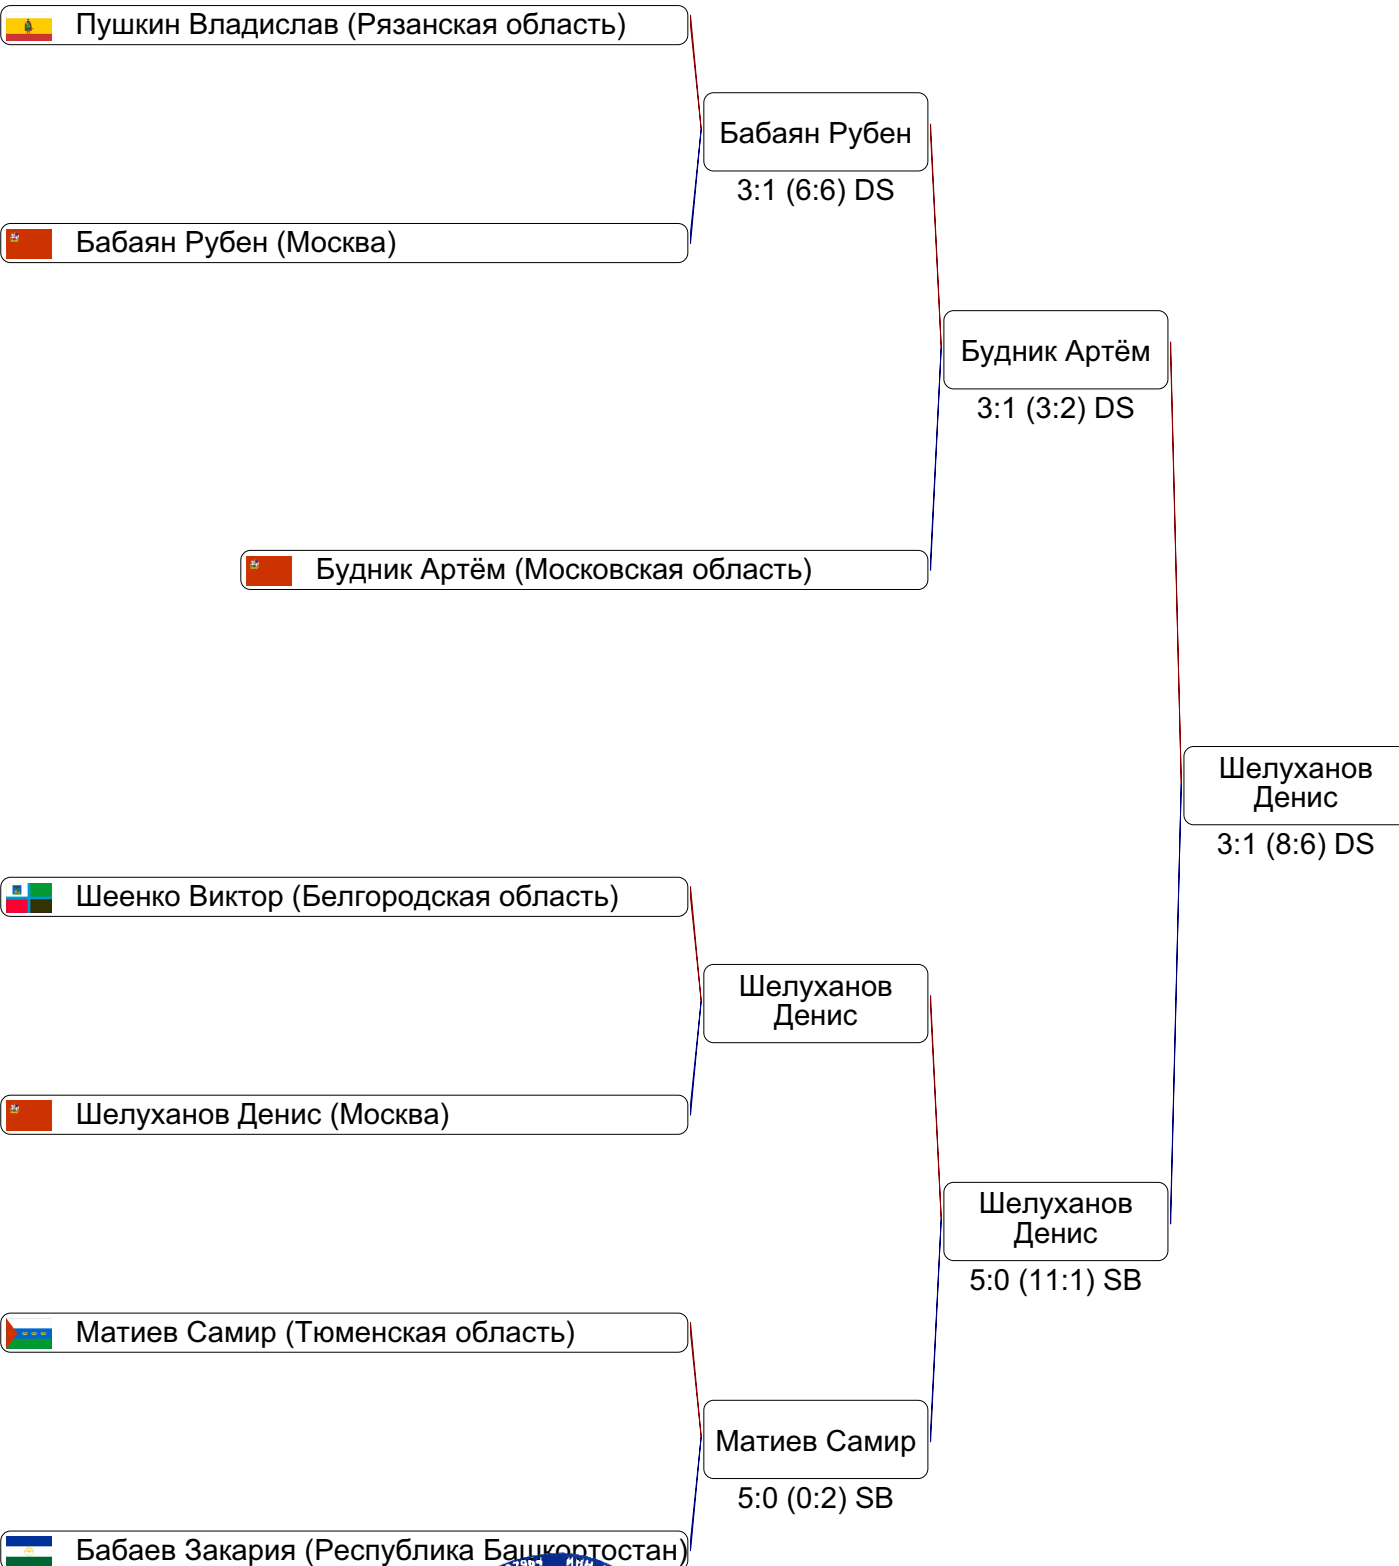 Пушкин Владислав (Рязанская область)
Бабаян Рубен
3:1 (6:6) DS
Бабаян Рубен (Москва)
Будник Артём
3:1 (3:2) DS
Будник Артём (Московская область)
Шелуханов
Денис
3:1 (8:6) DS
Шеенко Виктор (Белгородская область)
Шелуханов
Денис
Шелуханов Денис (Москва)
Шелуханов
Денис
5:0 (11:1) SB
Матиев Самир (Тюменская область)
Матиев Самир
5:0 (0:2) SB
Бабаев Закария (Республика Башкортостан)